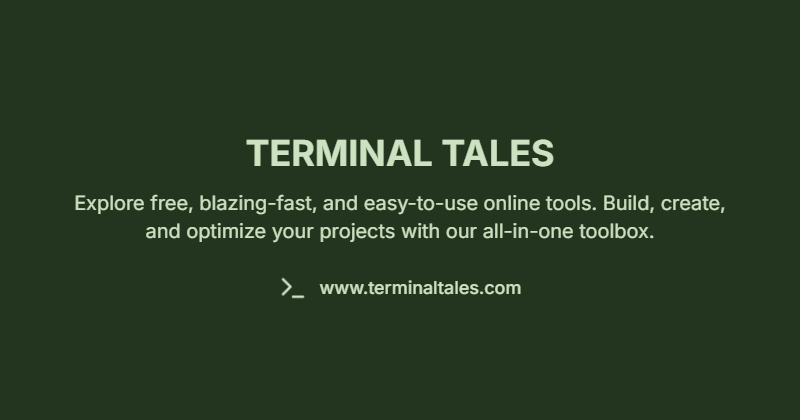 TERMINAL TALES
Explore free, blazing-fast, and easy-to-use online tools. Build, create,
and optimize your projects with our all-in-one toolbox.
www.terminaltales.com